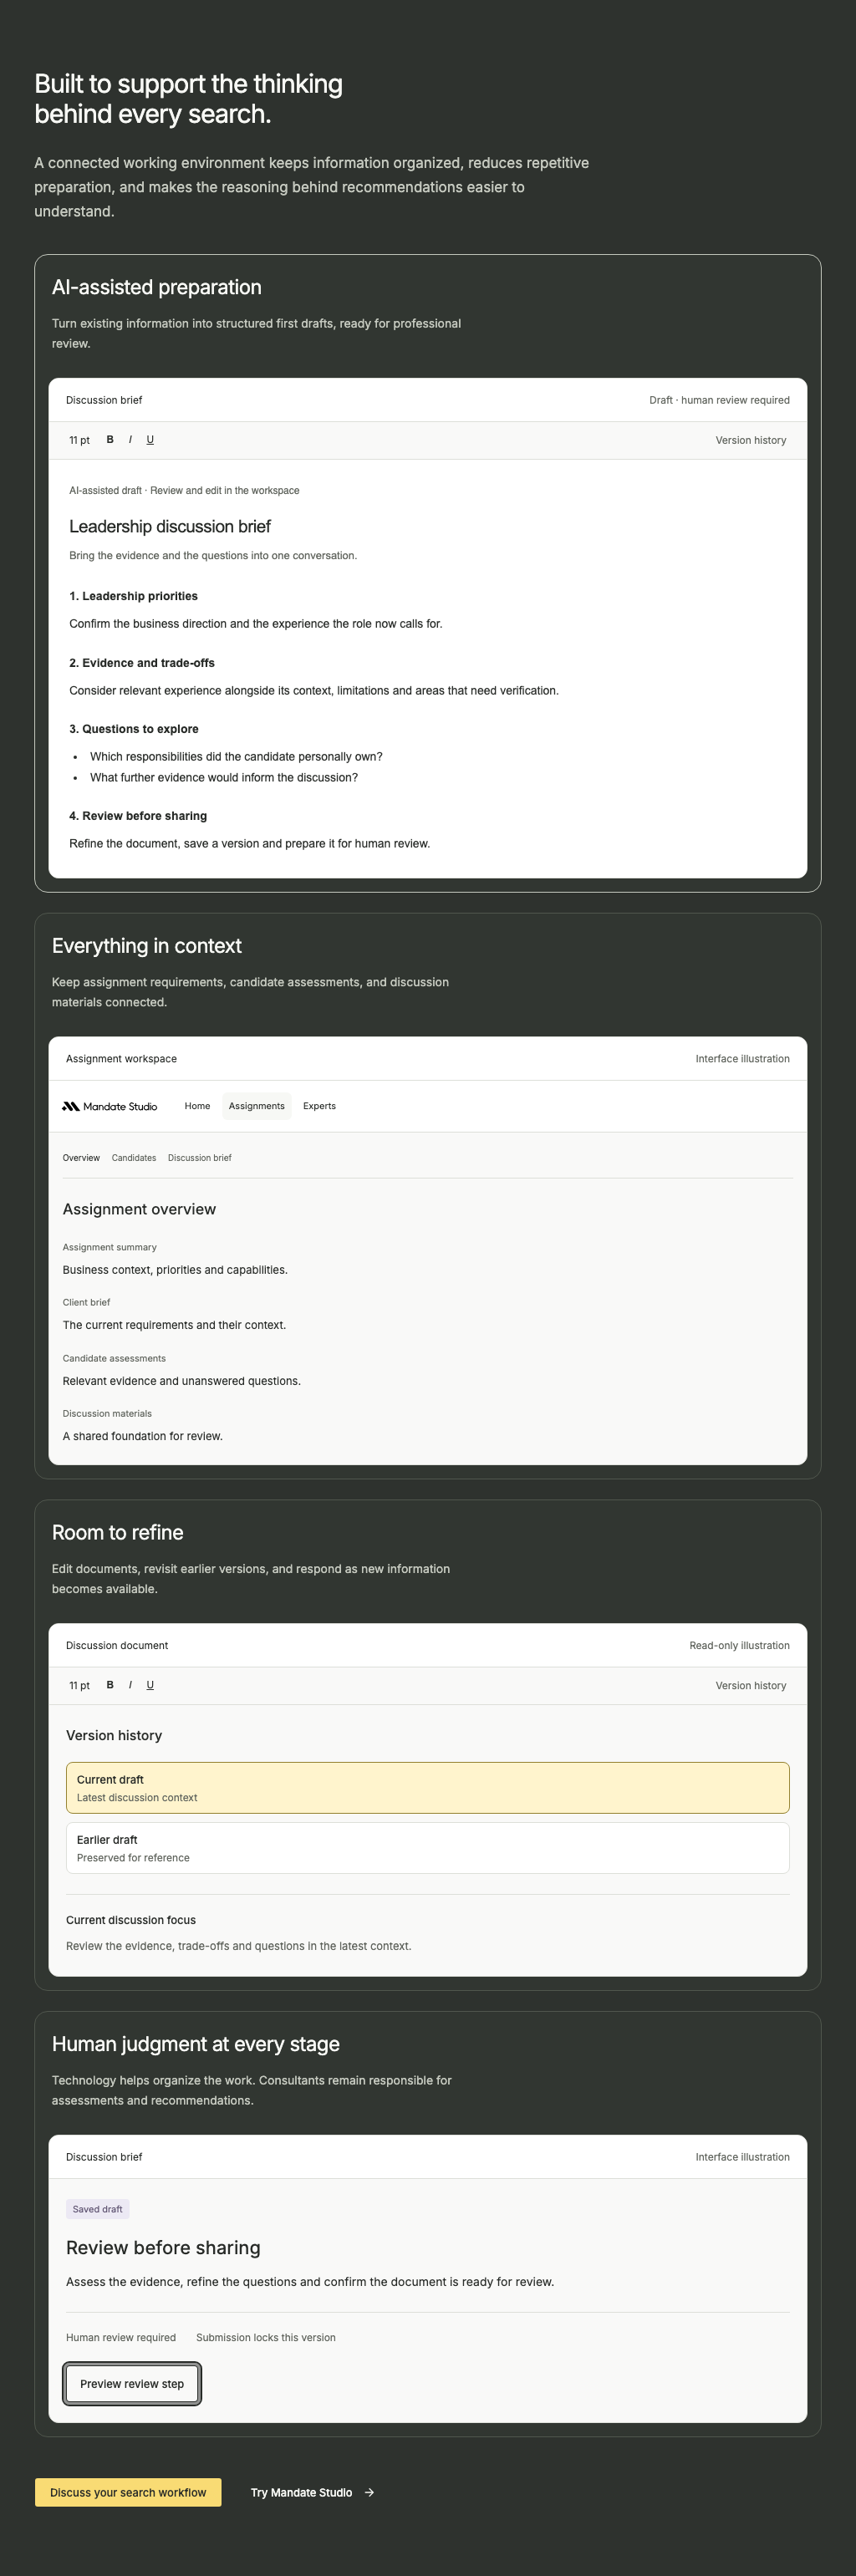 Built to support the thinking
behind every search.
A connected working environment keeps information organized, reduces repetitive
preparation, and makes the reasoning behind recommendations easier to
understand.
AI-assisted preparation
Turn existing information into structured first drafts, ready for professional
review.
Discussion brief
Draft · human review required
11 pt B I U
Version history
AI-assisted draft · Review and edit in the workspace
Leadership discussion brief
Bring the evidence and the questions into one conversation.
1. Leadership priorities
Confirm the business direction and the experience the role now calls for.
2. Evidence and trade-offs
Consider relevant experience alongside its context, limitations and areas that need verification.
3. Questions to explore
• Which responsibilities did the candidate personally own?
• What further evidence would inform the discussion?
4. Review before sharing
Refine the document, save a version and prepare it for human review.
Everything in context
Keep assignment requirements, candidate assessments, and discussion
materials connected.
Assignment workspace
Interface illustration
Mandate Studio Home Assignments Experts
Overview Candidates Discussion brief
Assignment overview
Assignment summary
Business context, priorities and capabilities.
Client brief
The current requirements and their context.
Candidate assessments
Relevant evidence and unanswered questions.
Discussion materials
A shared foundation for review.
Room to refine
Edit documents, revisit earlier versions, and respond as new information
becomes available.
Discussion document
Read-only illustration
11 pt B I U
Version history
Version history
Current draft
Latest discussion context
Earlier draft
Preserved for reference
Current discussion focus
Review the evidence, trade-offs and questions in the latest context.
Human judgment at every stage
Technology helps organize the work. Consultants remain responsible for
assessments and recommendations.
Discussion brief
Interface illustration
Saved draft
Review before sharing
Assess the evidence, refine the questions and confirm the document is ready for review.
Human review required Submission locks this version
Preview review step
Discuss your search workflow
Try Mandate Studio →